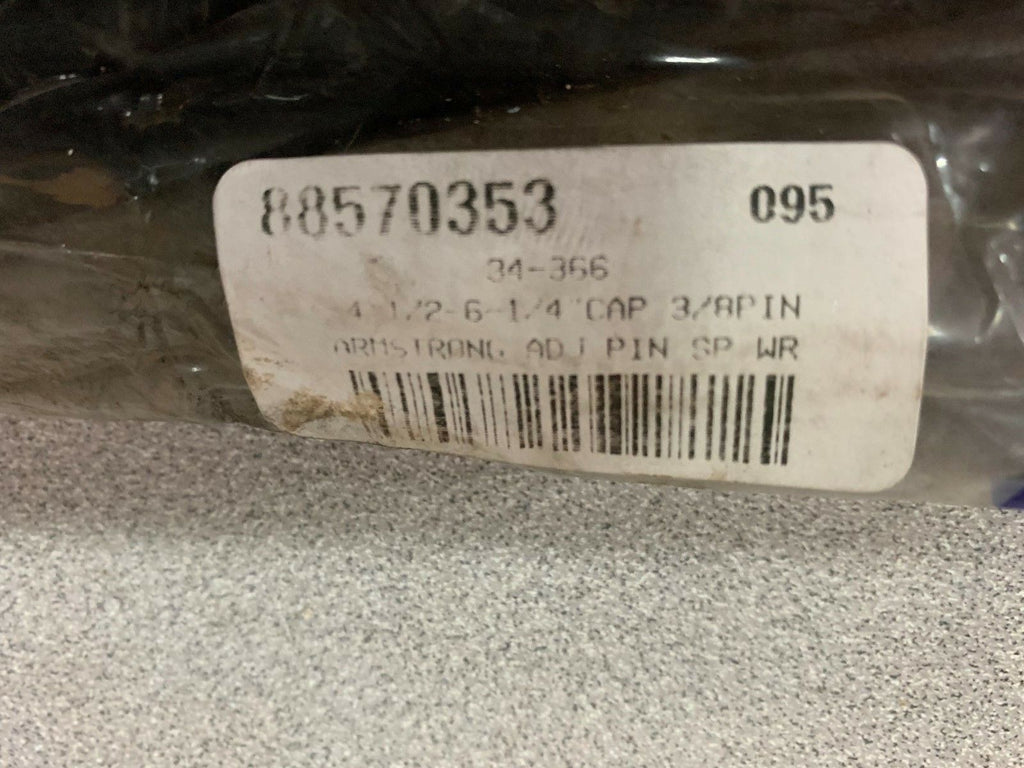 88570353 095
34-366
4 1/2-6-1/4"CAP 3/8PIN
ARMSTRONG ADJ PIN SP WR